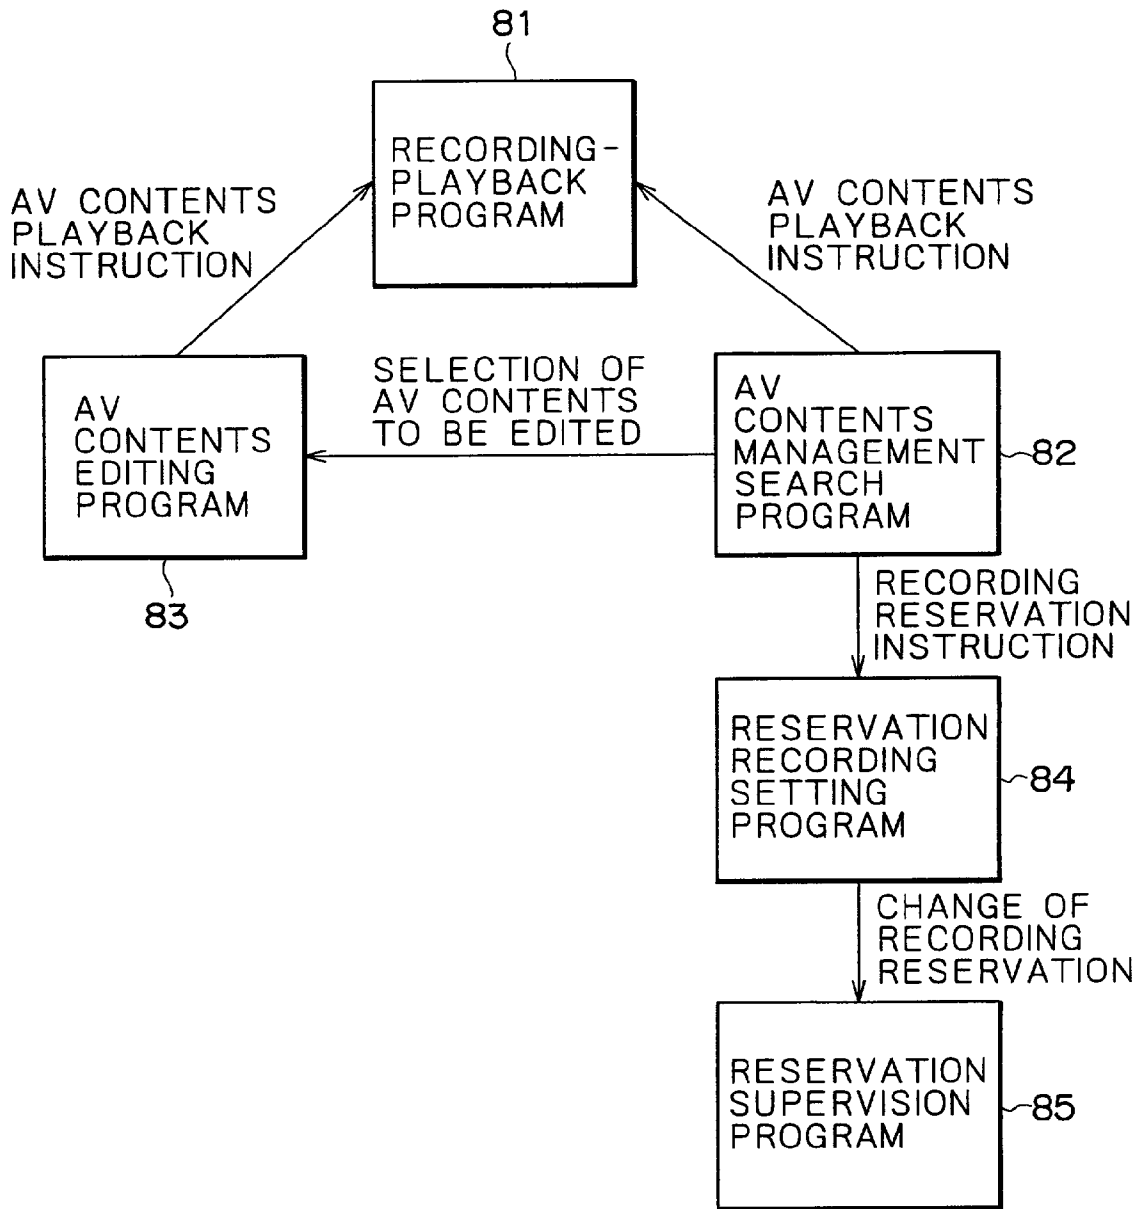 81
RECORDING-
PLAYBACK
PROGRAM
AV CONTENTS
PLAYBACK
INSTRUCTION
AV CONTENTS
PLAYBACK
INSTRUCTION
SELECTION OF
AV CONTENTS
TO BE EDITED
AV
CONTENTS
EDITING
PROGRAM
83
AV
CONTENTS
MANAGEMENT
SEARCH
PROGRAM
82
RECORDING
RESERVATION
INSTRUCTION
RESERVATION
RECORDING
SETTING
PROGRAM
84
CHANGE OF
RECORDING
RESERVATION
RESERVATION
SUPERVISION
PROGRAM
85